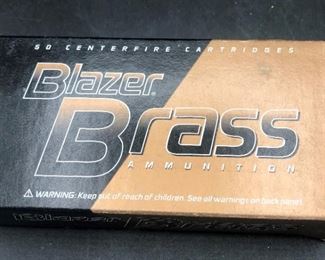 50 CENTERFIRE CARTRIDGES
Blazer
Brass
AMMUNITION
⚠ WARNING: Keep out of reach of children. See all warnings on back panel.
Blazer